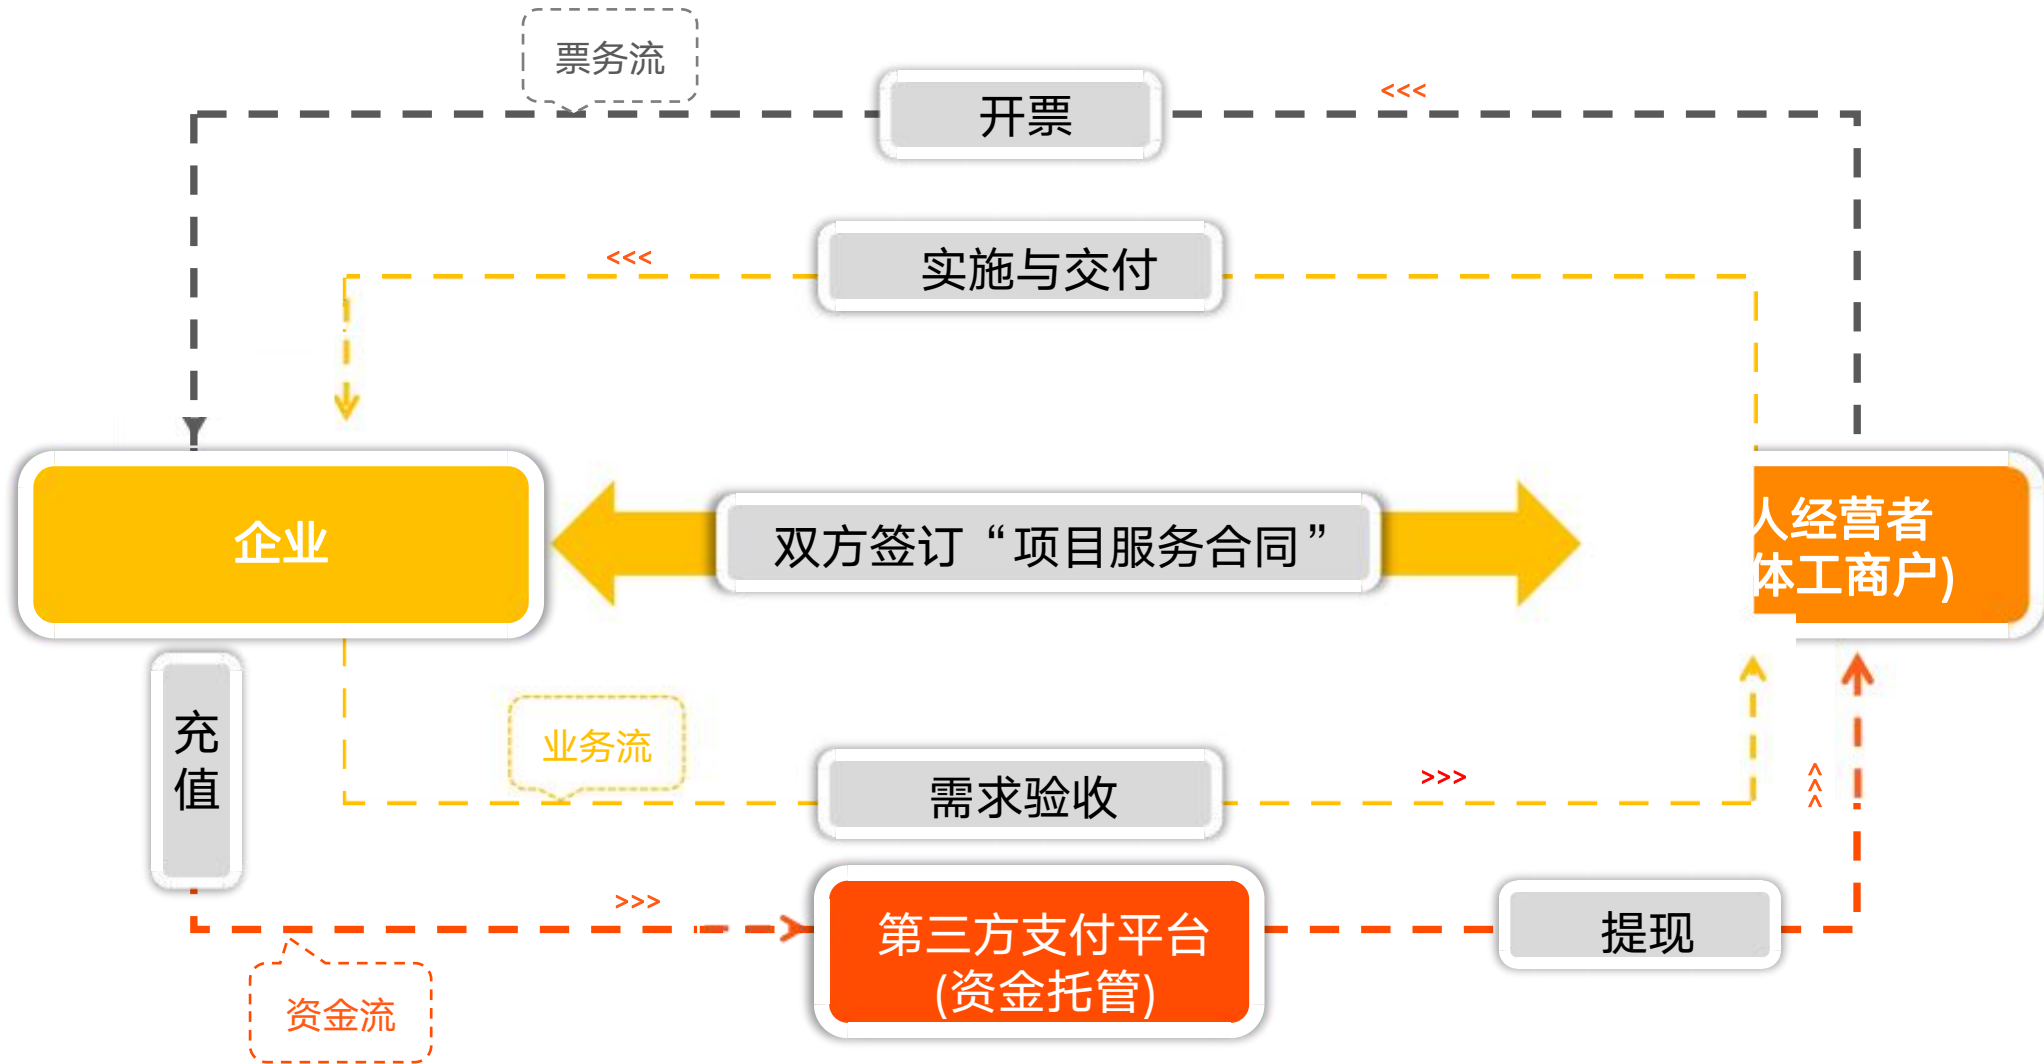 票务流
开票
<<<
<<<
实施与交付
企业
双方签订“项目服务合同”
人经营者
体工商户)
充
值
业务流
需求验收
>>>
>>>
>>>
第三方支付平台
(资金托管)
提现
资金流